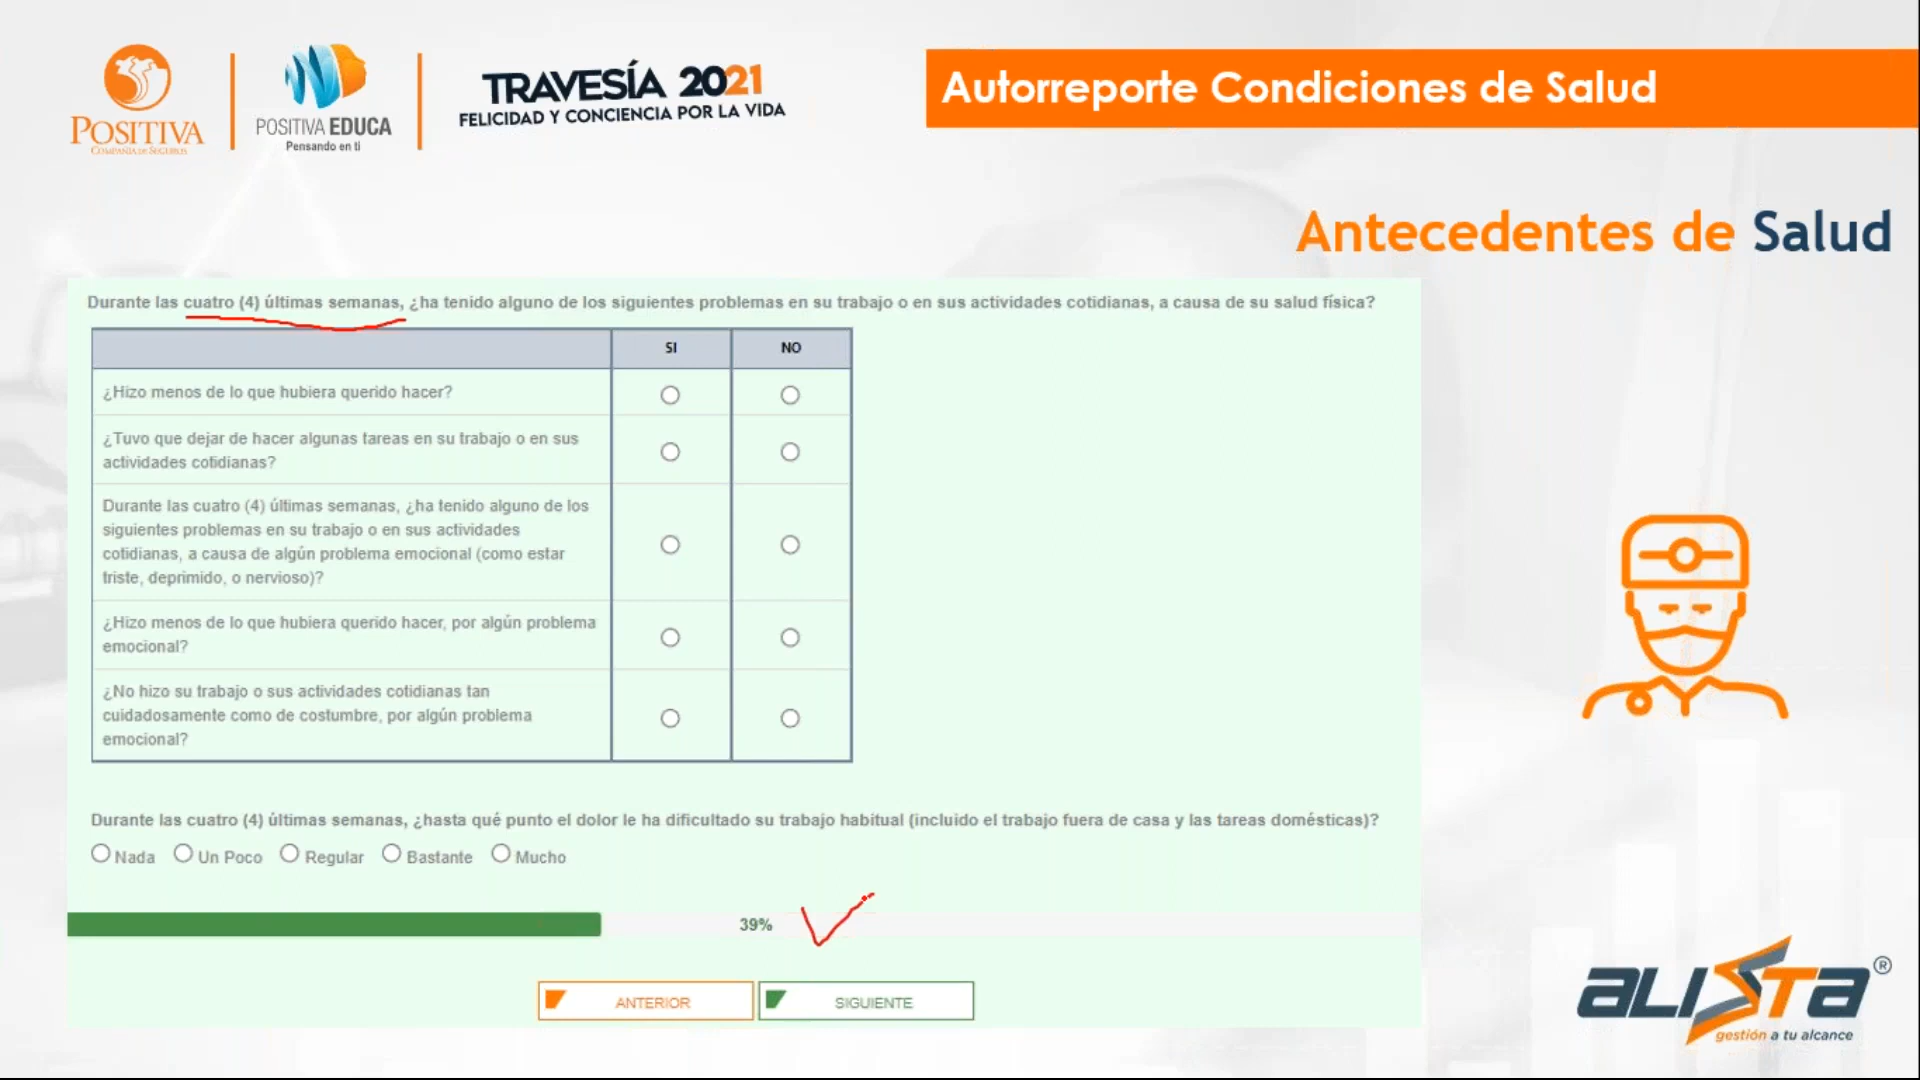 POSITIVA
COMPAÑÍA DE SEGUROS
POSITIVA EDUCA
Pensando en ti
TRAVESÍA 2021
FELICIDAD Y CONCIENCIA POR LA VIDA
Autorreporte Condiciones de Salud
Antecedentes de Salud
Durante las cuatro (4) últimas semanas, ¿ha tenido alguno de los siguientes problemas en su trabajo o en sus actividades cotidianas, a causa de su salud física?
SI NO
¿Hizo menos de lo que hubiera querido hacer?
¿Tuvo que dejar de hacer algunas tareas en su trabajo o en sus
actividades cotidianas?
Durante las cuatro (4) últimas semanas, ¿ha tenido alguno de los
siguientes problemas en su trabajo o en sus actividades
cotidianas, a causa de algún problema emocional (como estar
triste, deprimido, o nervioso)?
¿Hizo menos de lo que hubiera querido hacer, por algún problema
emocional?
¿No hizo su trabajo o sus actividades cotidianas tan
cuidadosamente como de costumbre, por algún problema
emocional?
Durante las cuatro (4) últimas semanas, ¿hasta qué punto el dolor le ha dificultado su trabajo habitual (incluido el trabajo fuera de casa y las tareas domésticas)?
Nada Un Poco Regular Bastante Mucho
39%
ANTERIOR SIGUIENTE
ALISTA ®
gestión a tu alcance